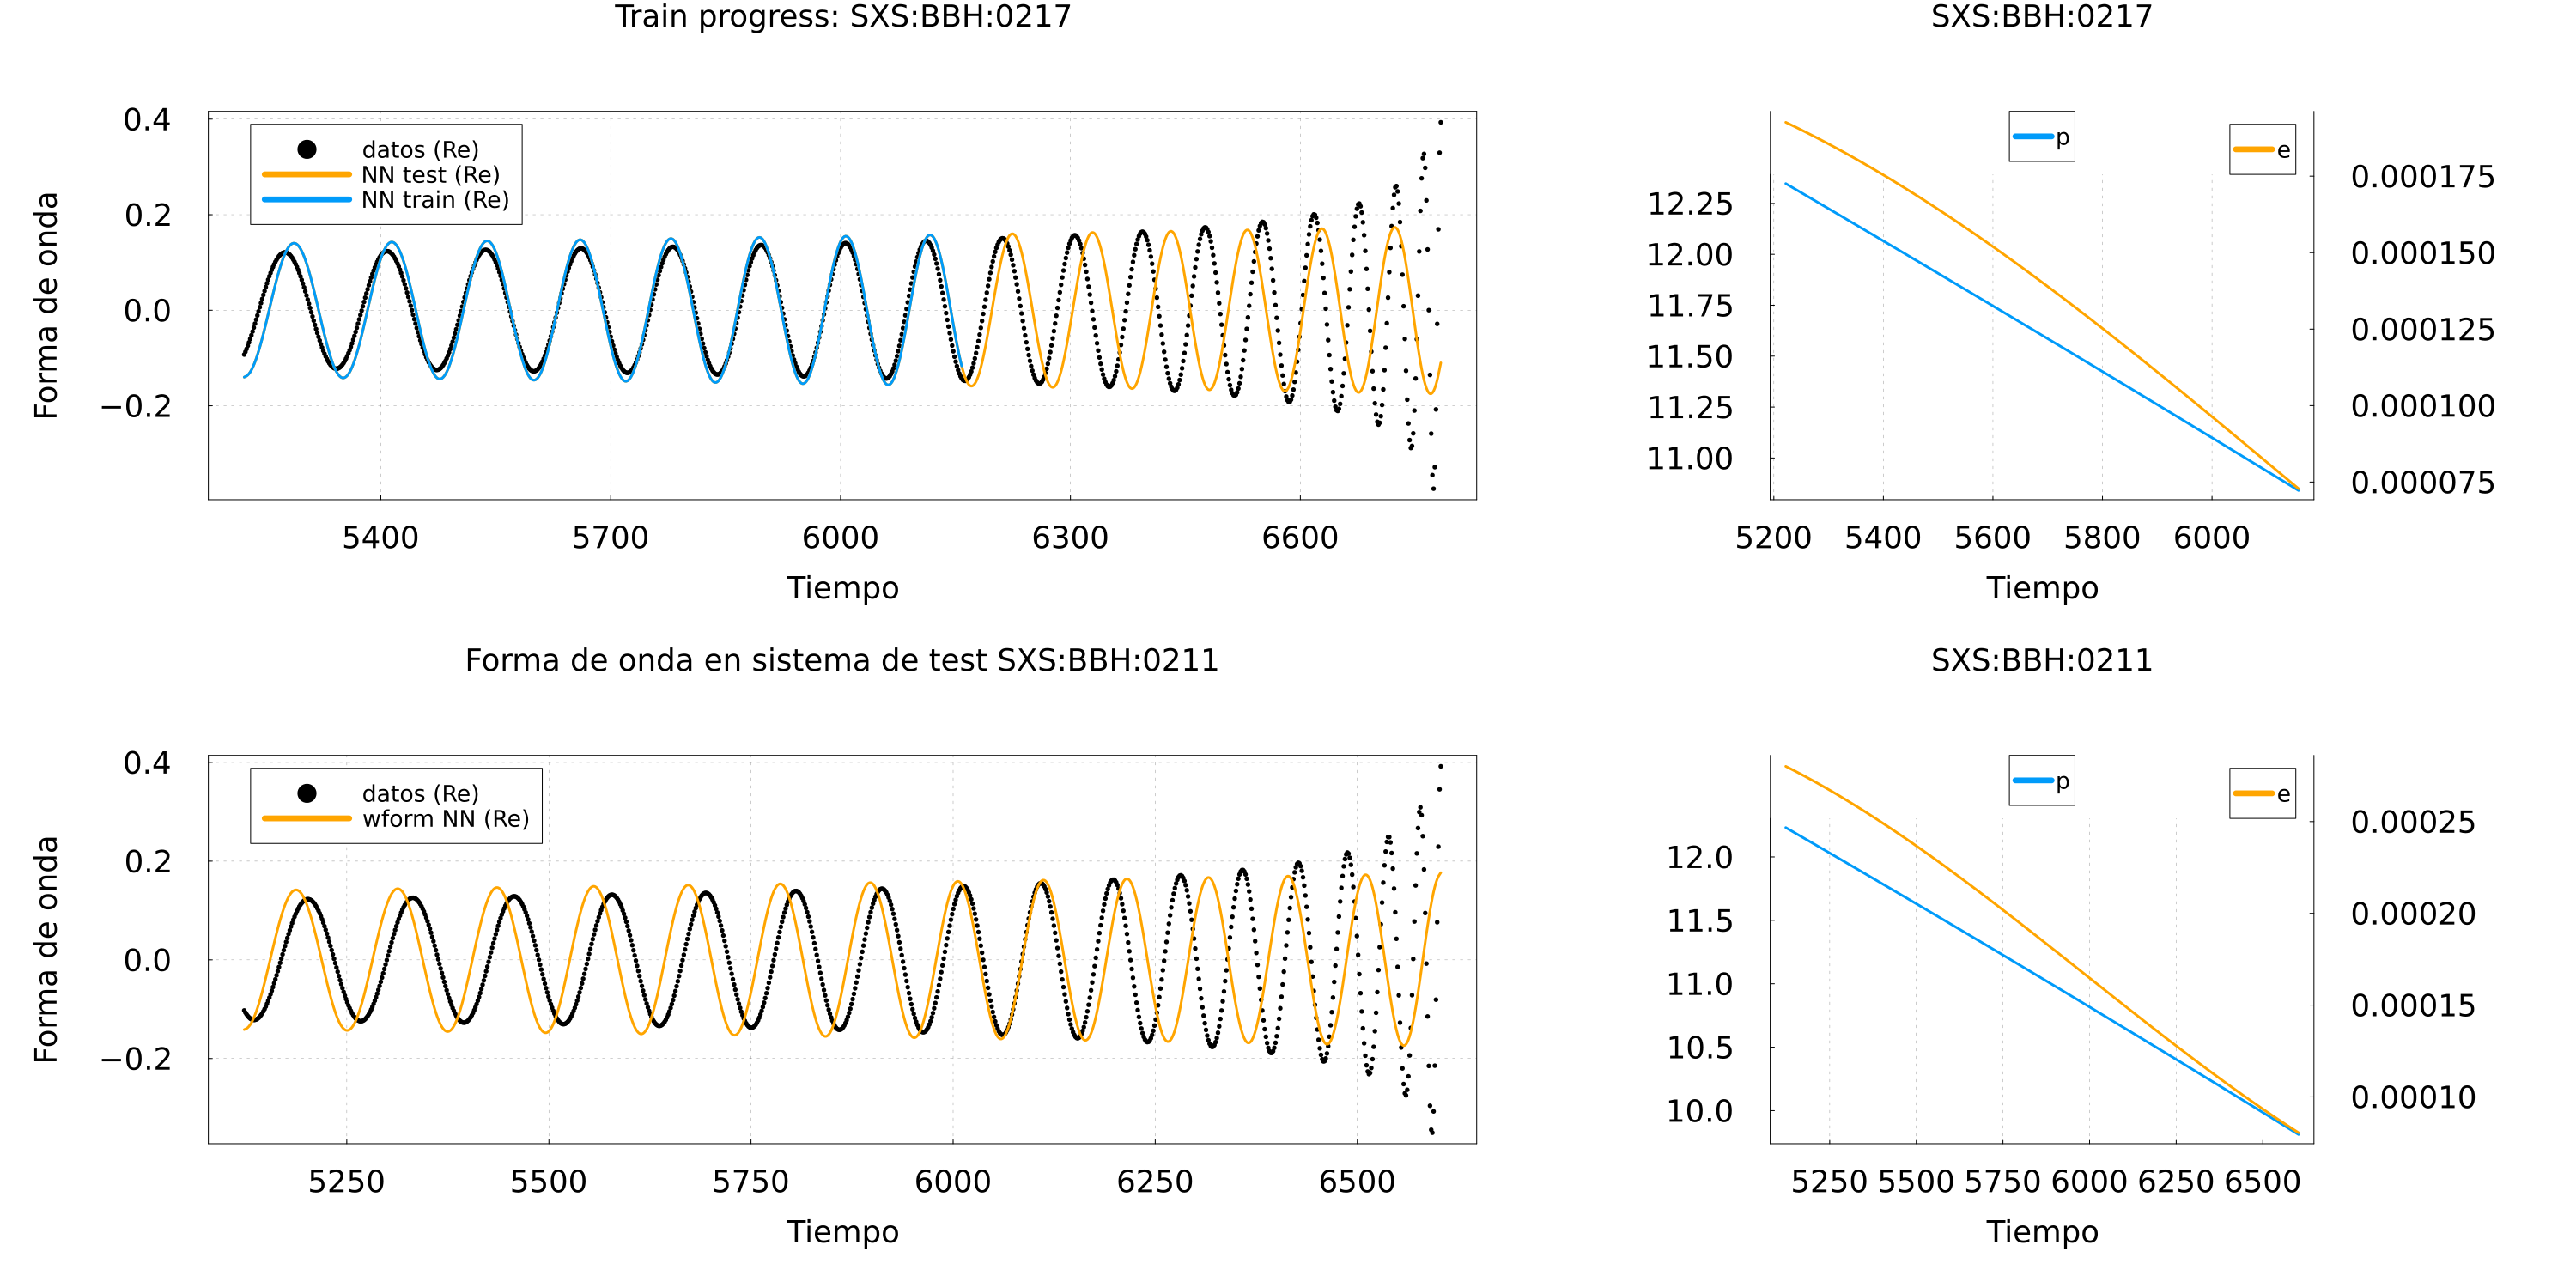 Train progress: SXS:BBH:0217
Forma de onda
0.4
0.2
0.0
−0.2
datos (Re)
NN test (Re)
NN train (Re)
5400 5700 6000 6300 6600
Tiempo
SXS:BBH:0217
p
e
12.25
12.00
11.75
11.50
11.25
11.00
0.000175
0.000150
0.000125
0.000100
0.000075
5200 5400 5600 5800 6000
Tiempo
Forma de onda en sistema de test SXS:BBH:0211
Forma de onda
0.4
0.2
0.0
−0.2
datos (Re)
wform NN (Re)
5250 5500 5750 6000 6250 6500
Tiempo
SXS:BBH:0211
p
e
12.0
11.5
11.0
10.5
10.0
0.00025
0.00020
0.00015
0.00010
5250 5500 5750 6000 6250 6500
Tiempo